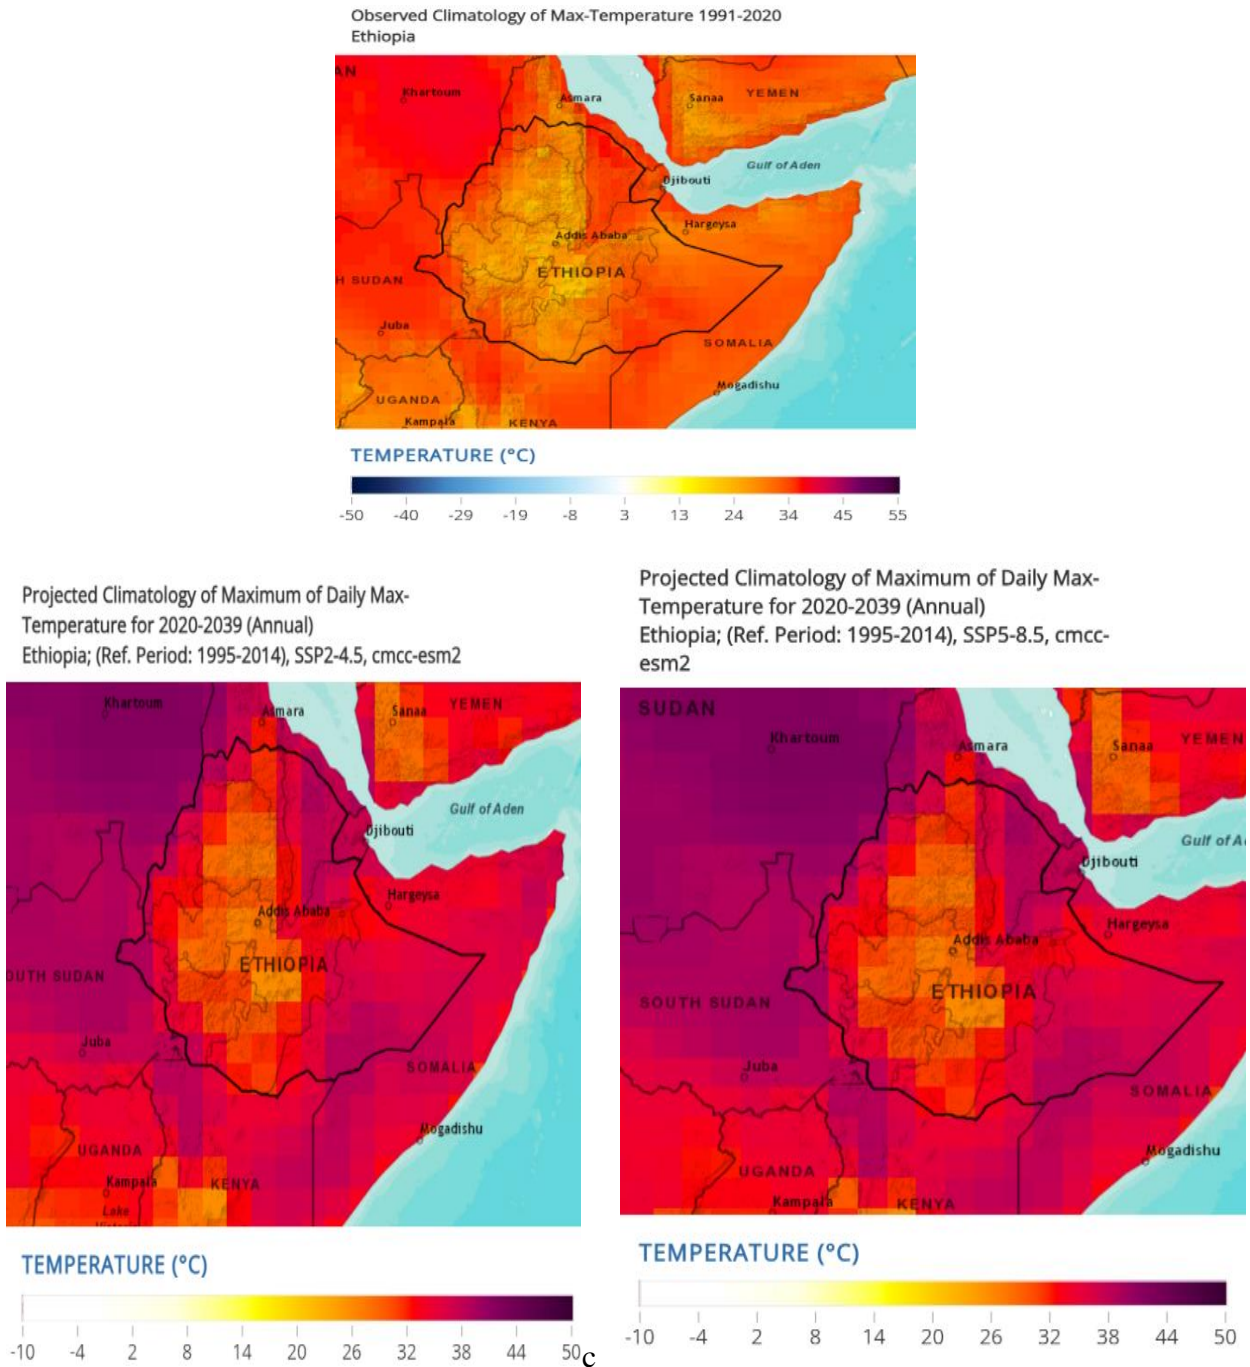 Observed Climatology of Max-Temperature 1991-2020
Ethiopia
AN
Khartoum
Asmara
Sanaa
YEMEN
Gulf of Aden
Djibouti
Hargeysa
Addis Ababa
ETHIOPIA
H SUDAN
Juba
SOMALIA
Mogadishu
UGANDA
Kampala
KENYA
TEMPERATURE (°C)
-50 -40 -29 -19 -8 3 13 24 34 45 55
Projected Climatology of Maximum of Daily Max-
Temperature for 2020-2039 (Annual)
Ethiopia; (Ref. Period: 1995-2014), SSP2-4.5, cmcc-esm2
Khartoum
Asmara
Sanaa
YEMEN
Gulf of Aden
Djibouti
Hargeysa
Addis Ababa
ETHIOPIA
OUTH SUDAN
Juba
SOMALIA
Mogadishu
UGANDA
Kampala
KENYA
Lake
TEMPERATURE (°C)
-10 -4 2 8 14 20 26 32 38 44 50
c
Projected Climatology of Maximum of Daily Max-
Temperature for 2020-2039 (Annual)
Ethiopia; (Ref. Period: 1995-2014), SSP5-8.5, cmcc-
esm2
SUDAN
Khartoum
Asmara
Sanaa
YEMEN
Gulf of A
Djibouti
Hargeysa
Addis Ababa
ETHIOPIA
SOUTH SUDAN
Juba
SOMALIA
Mogadishu
UGANDA
Kampala
KENYA
TEMPERATURE (°C)
-10 -4 2 8 14 20 26 32 38 44 50